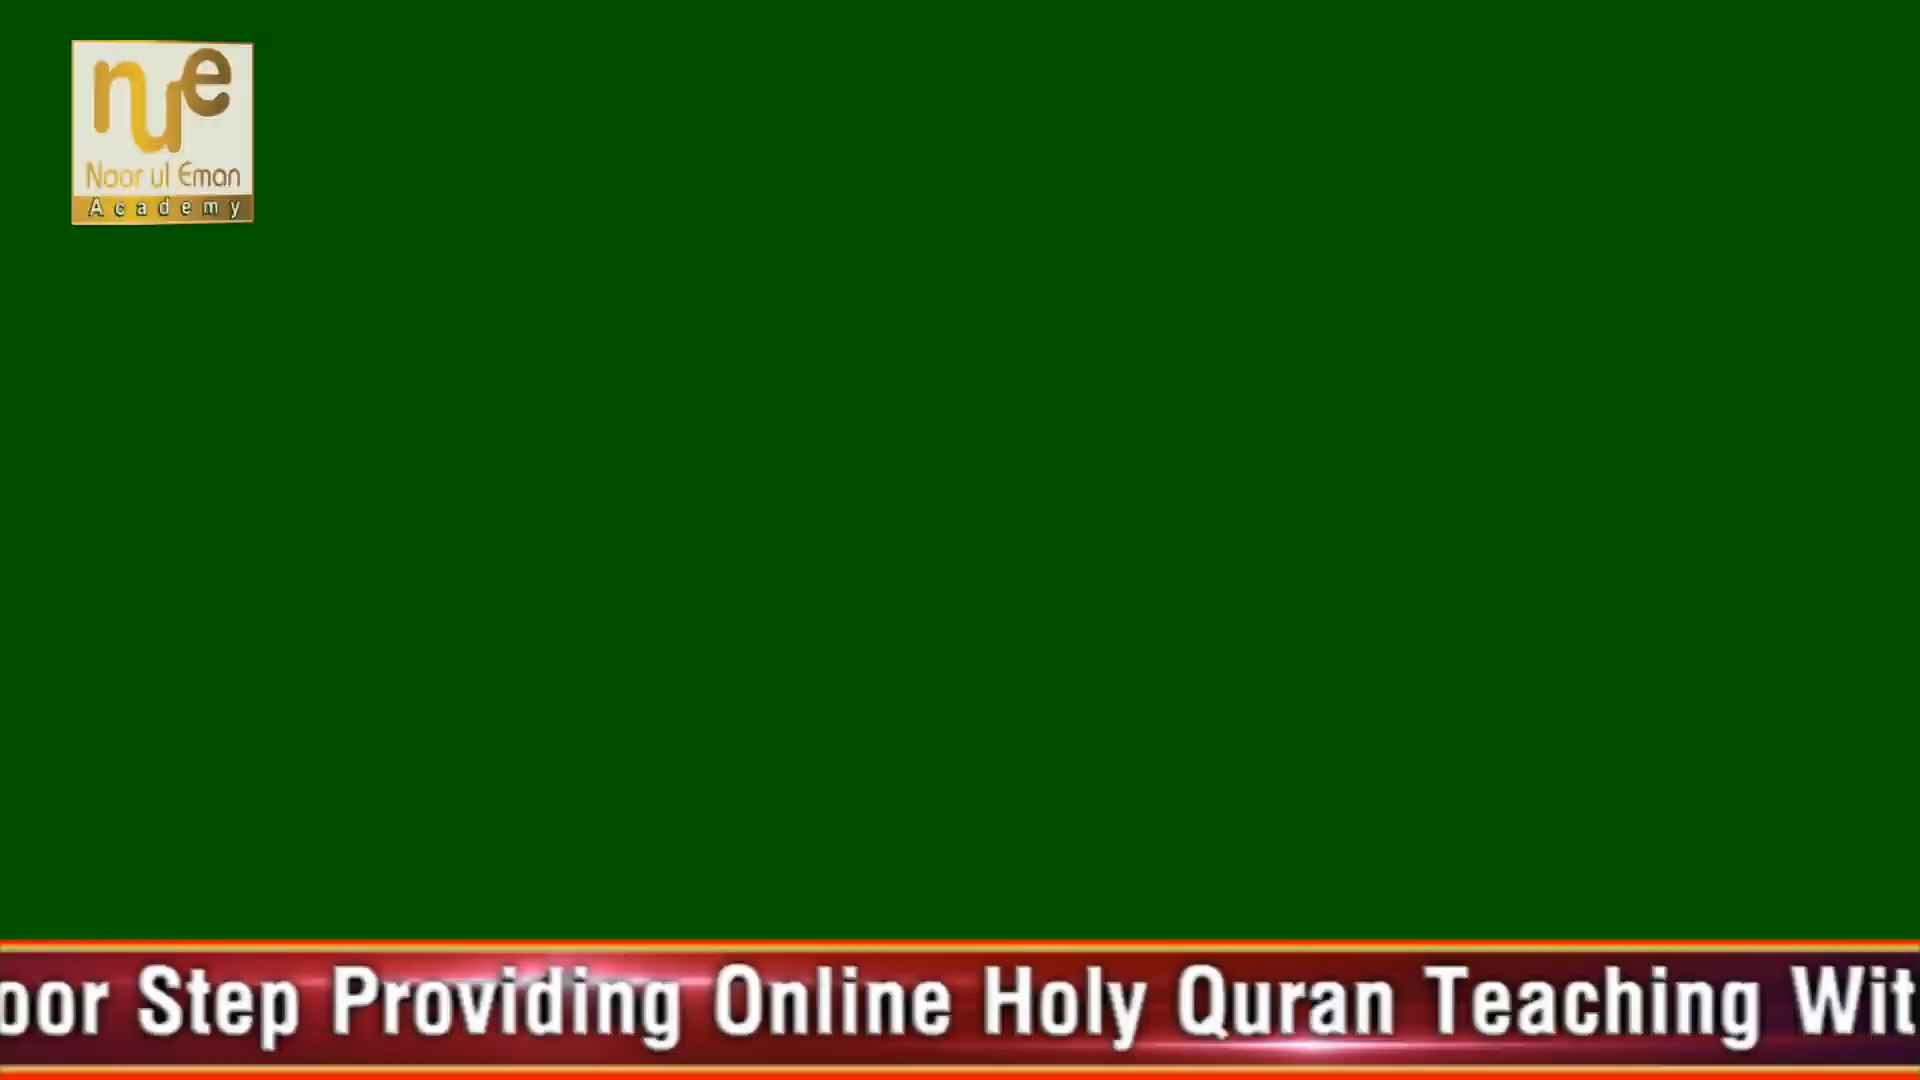 nue
Noor ul Eman
Academy
oor Step Providing Online Holy Quran Teaching Wit